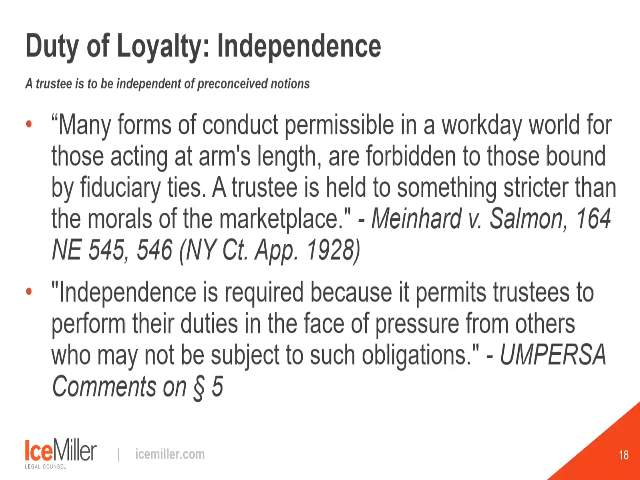 Duty of Loyalty: Independence
A trustee is to be independent of preconceived notions
• “Many forms of conduct permissible in a workday world for
those acting at arm's length, are forbidden to those bound
by fiduciary ties. A trustee is held to something stricter than
the morals of the marketplace." - Meinhard v. Salmon, 164
NE 545, 546 (NY Ct. App. 1928)
• "Independence is required because it permits trustees to
perform their duties in the face of pressure from others
who may not be subject to such obligations." - UMPERSA
Comments on § 5
IceMiller
LEGAL COUNSEL
| icemiller.com
18